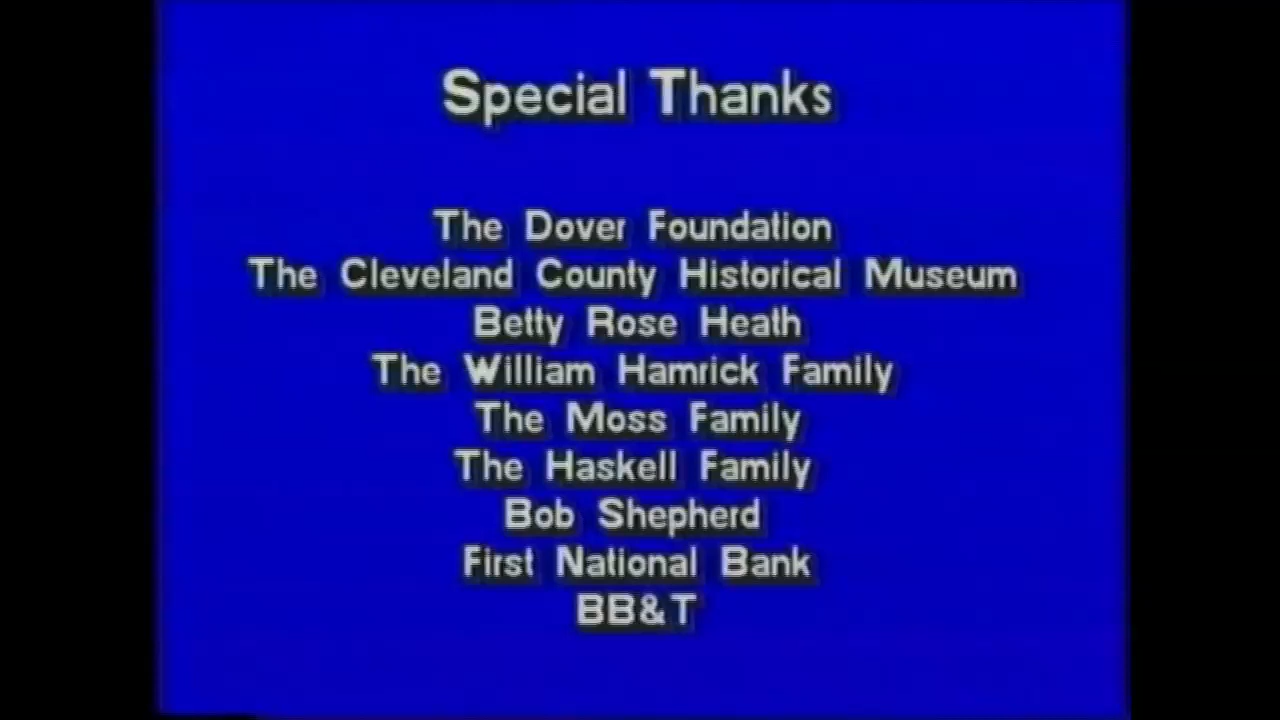 Special Thanks
The Dover Foundation
The Cleveland County Historical Museum
Betty Rose Heath
The William Hamrick Family
The Moss Family
The Haskell Family
Bob Shepherd
First National Bank
BB&T